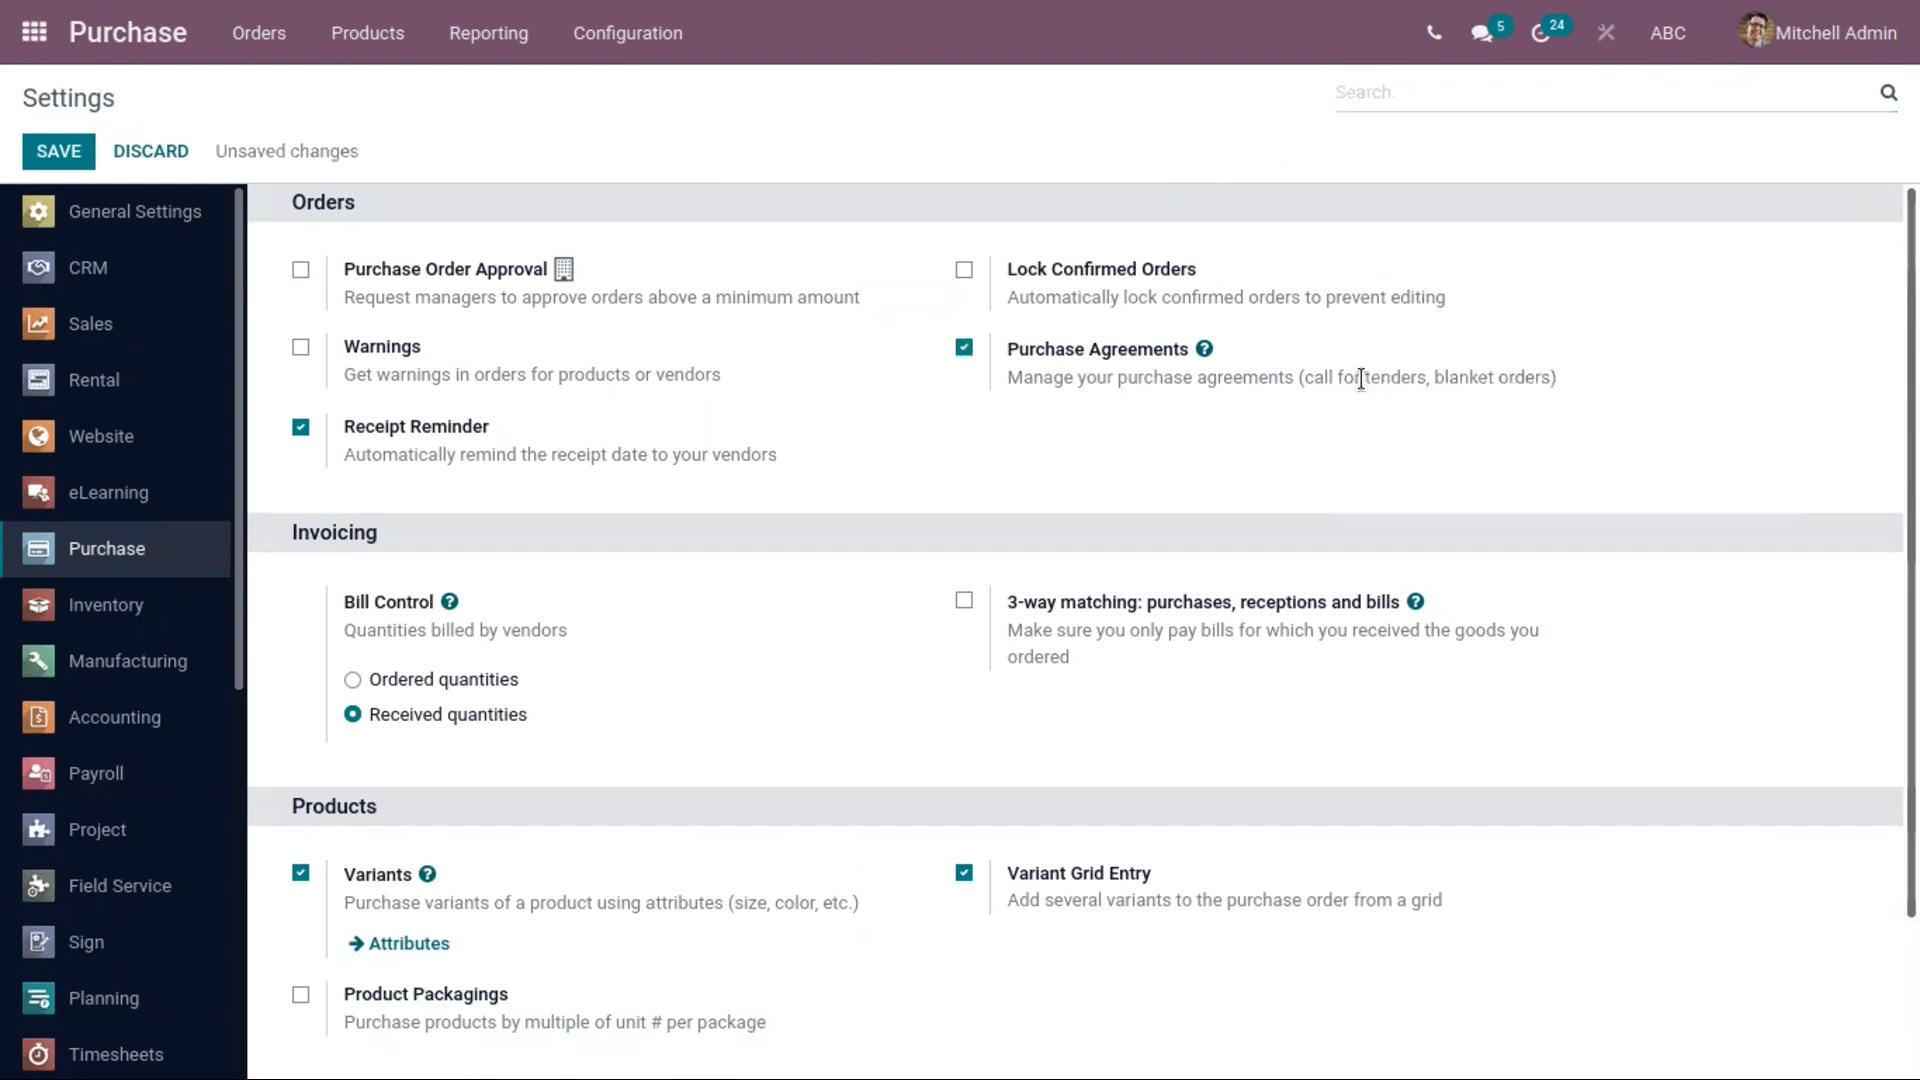 Purchase Orders Products Reporting Configuration 5 24 ABC Mitchell Admin
Settings
Search.
SAVE DISCARD Unsaved changes
General Settings
CRM
Sales
Rental
Website
eLearning
Purchase
Inventory
Manufacturing
Accounting
Payroll
Project
Field Service
Sign
Planning
Timesheets
Orders
Purchase Order Approval
Request managers to approve orders above a minimum amount
Lock Confirmed Orders
Automatically lock confirmed orders to prevent editing
Warnings
Get warnings in orders for products or vendors
Purchase Agreements ?
Manage your purchase agreements (call for tenders, blanket orders)
Receipt Reminder
Automatically remind the receipt date to your vendors
Invoicing
Bill Control ?
Quantities billed by vendors
Ordered quantities
Received quantities
3-way matching: purchases, receptions and bills ?
Make sure you only pay bills for which you received the goods you
ordered
Products
Variants ?
Purchase variants of a product using attributes (size, color, etc.)
Attributes
Variant Grid Entry
Add several variants to the purchase order from a grid
Product Packagings
Purchase products by multiple of unit # per package